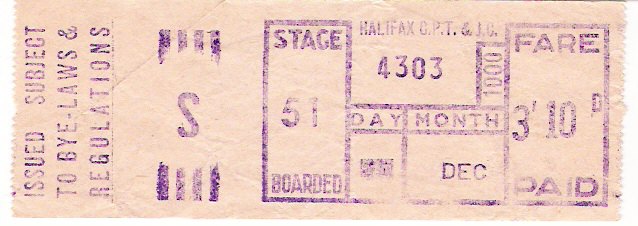 ISSUED SUBJECT
TO BYE-LAWS &
REGULATIONS
S
STAGE
51
BOARDED
HALIFAX C.P.T. & J.C.
4303
1000
DAY MONTH
DEC
FARE
3' 10 D
PAID